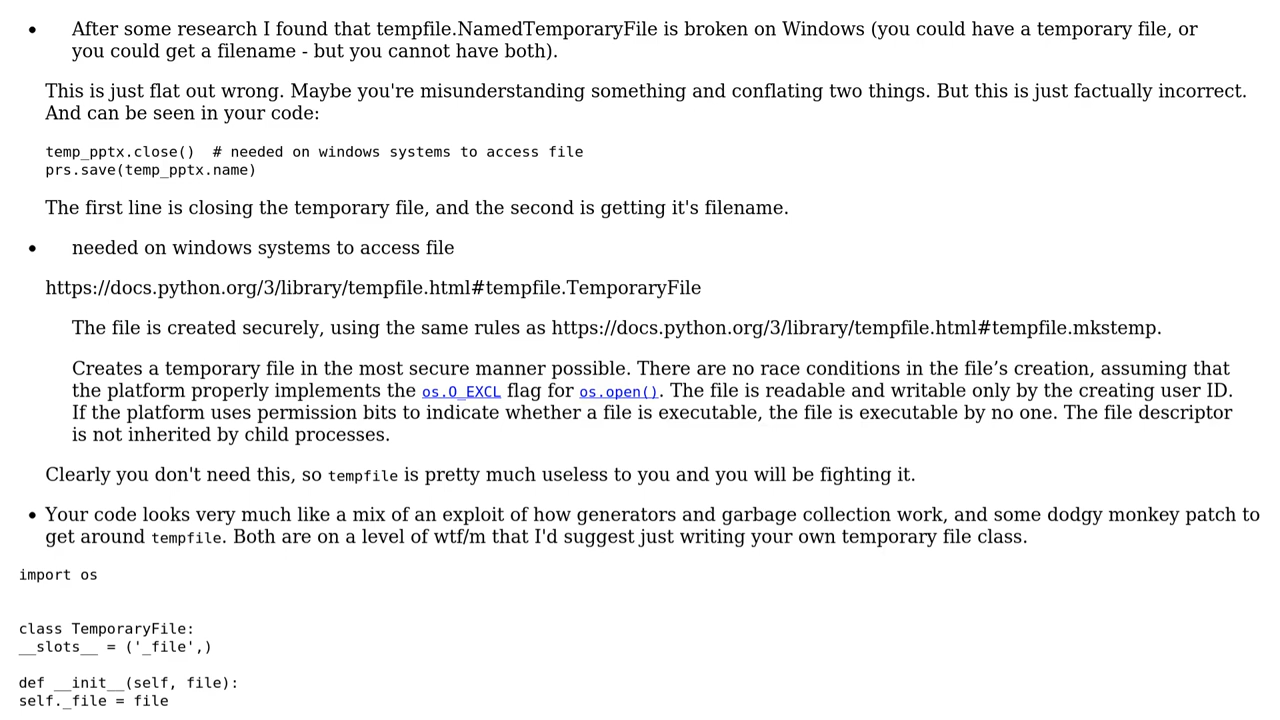 After some research I found that tempfile.NamedTemporaryFile is broken on Windows (you could have a temporary file, or
you could get a filename - but you cannot have both).
This is just flat out wrong. Maybe you're misunderstanding something and conflating two things. But this is just factually incorrect.
And can be seen in your code:
temp_pptx.close()  # needed on windows systems to access file
prs.save(temp_pptx.name)
The first line is closing the temporary file, and the second is getting it's filename.
needed on windows systems to access file
https://docs.python.org/3/library/tempfile.html#tempfile.TemporaryFile
The file is created securely, using the same rules as https://docs.python.org/3/library/tempfile.html#tempfile.mkstemp.
Creates a temporary file in the most secure manner possible. There are no race conditions in the file’s creation, assuming that
the platform properly implements the os.O_EXCL flag for os.open(). The file is readable and writable only by the creating user ID.
If the platform uses permission bits to indicate whether a file is executable, the file is executable by no one. The file descriptor
is not inherited by child processes.
Clearly you don't need this, so tempfile is pretty much useless to you and you will be fighting it.
Your code looks very much like a mix of an exploit of how generators and garbage collection work, and some dodgy monkey patch to
get around tempfile. Both are on a level of wtf/m that I'd suggest just writing your own temporary file class.
import os
class TemporaryFile:
__slots__ = ('_file',)
def __init__(self, file):
self._file = file